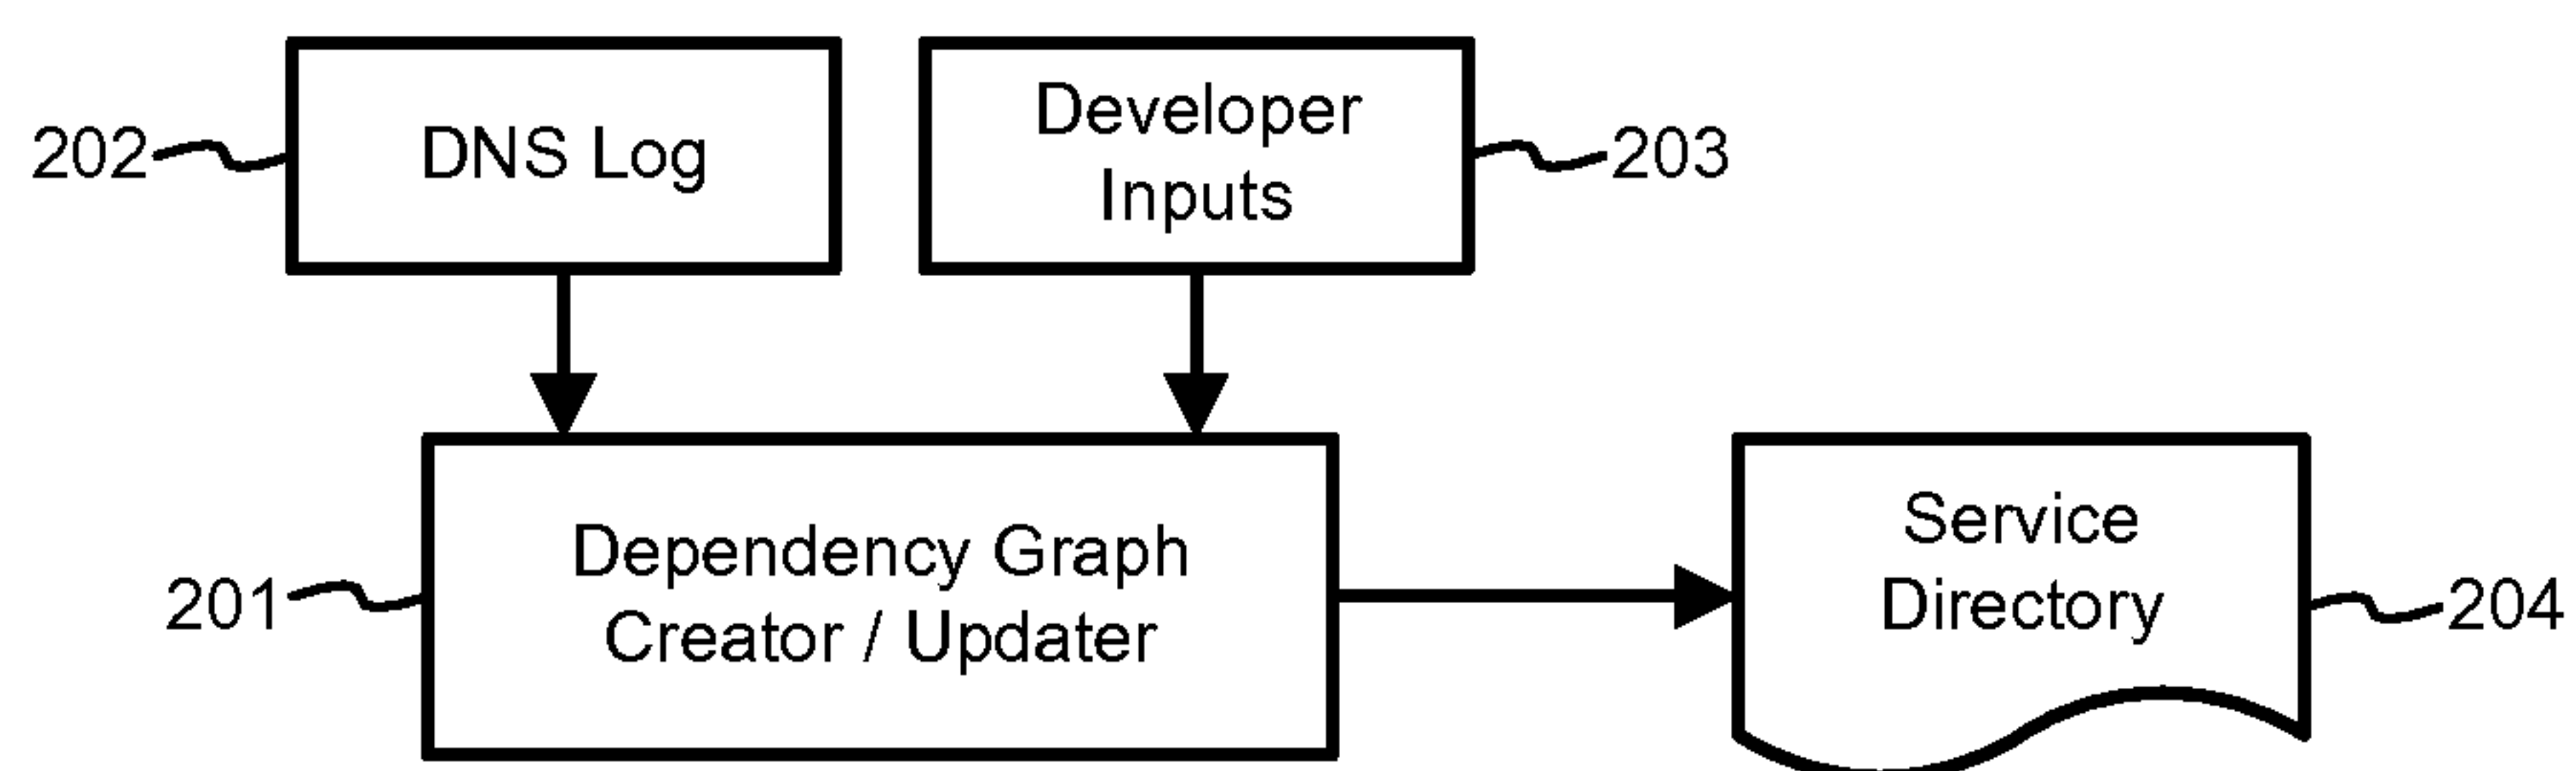 202
DNS Log
Developer
Inputs
203
201
Dependency Graph
Creator / Updater
Service
Directory
204